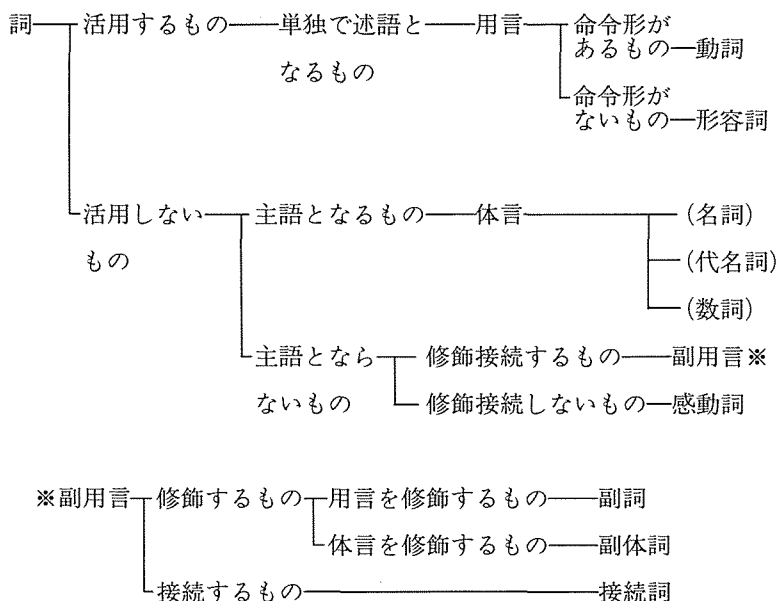 詞 活用するもの 単独で述語と 用言 命令形が
なるもの あるもの 動詞
命令形が
ないもの 形容詞
活用しない 主語となるもの 体言 (名詞)
もの (代名詞)
(数詞)
主語となら 修飾接続するもの 副用言※
ないもの 修飾接続しないもの 感動詞
※副用言 修飾するもの 用言を修飾するもの 副詞
体言を修飾するもの 副体詞
接続するもの 接続詞